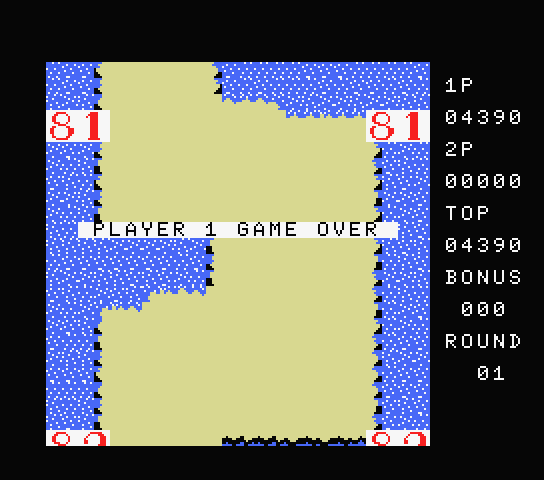 1P
81 81
04390
2P
00000
TOP
PLAYER 1 GAME OVER
04390
BONUS
000
ROUND
01